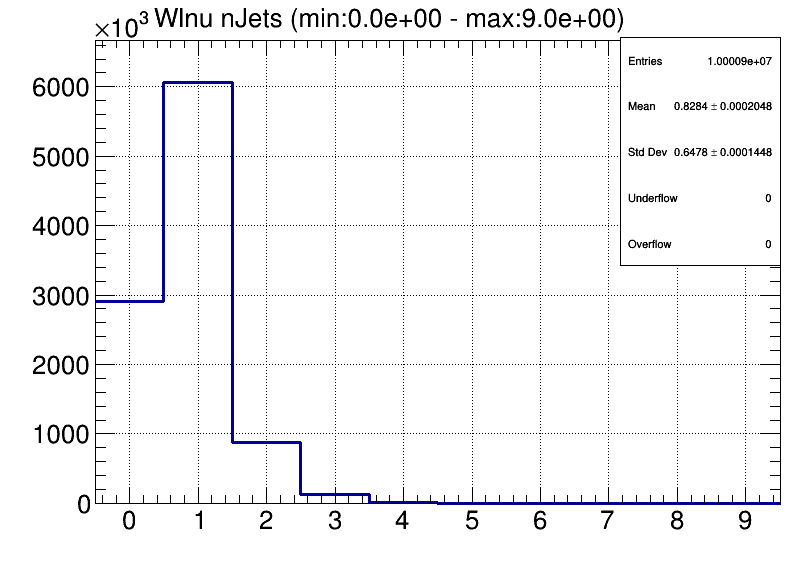 ×10³ Wlnu nJets (min:0.0e+00 - max:9.0e+00)
Entries 1.00009e+07
Mean 0.8284 ± 0.0002048
Std Dev 0.6478 ± 0.0001448
Underflow 0
Overflow 0
6000
5000
4000
3000
2000
1000
0
0 1 2 3 4 5 6 7 8 9